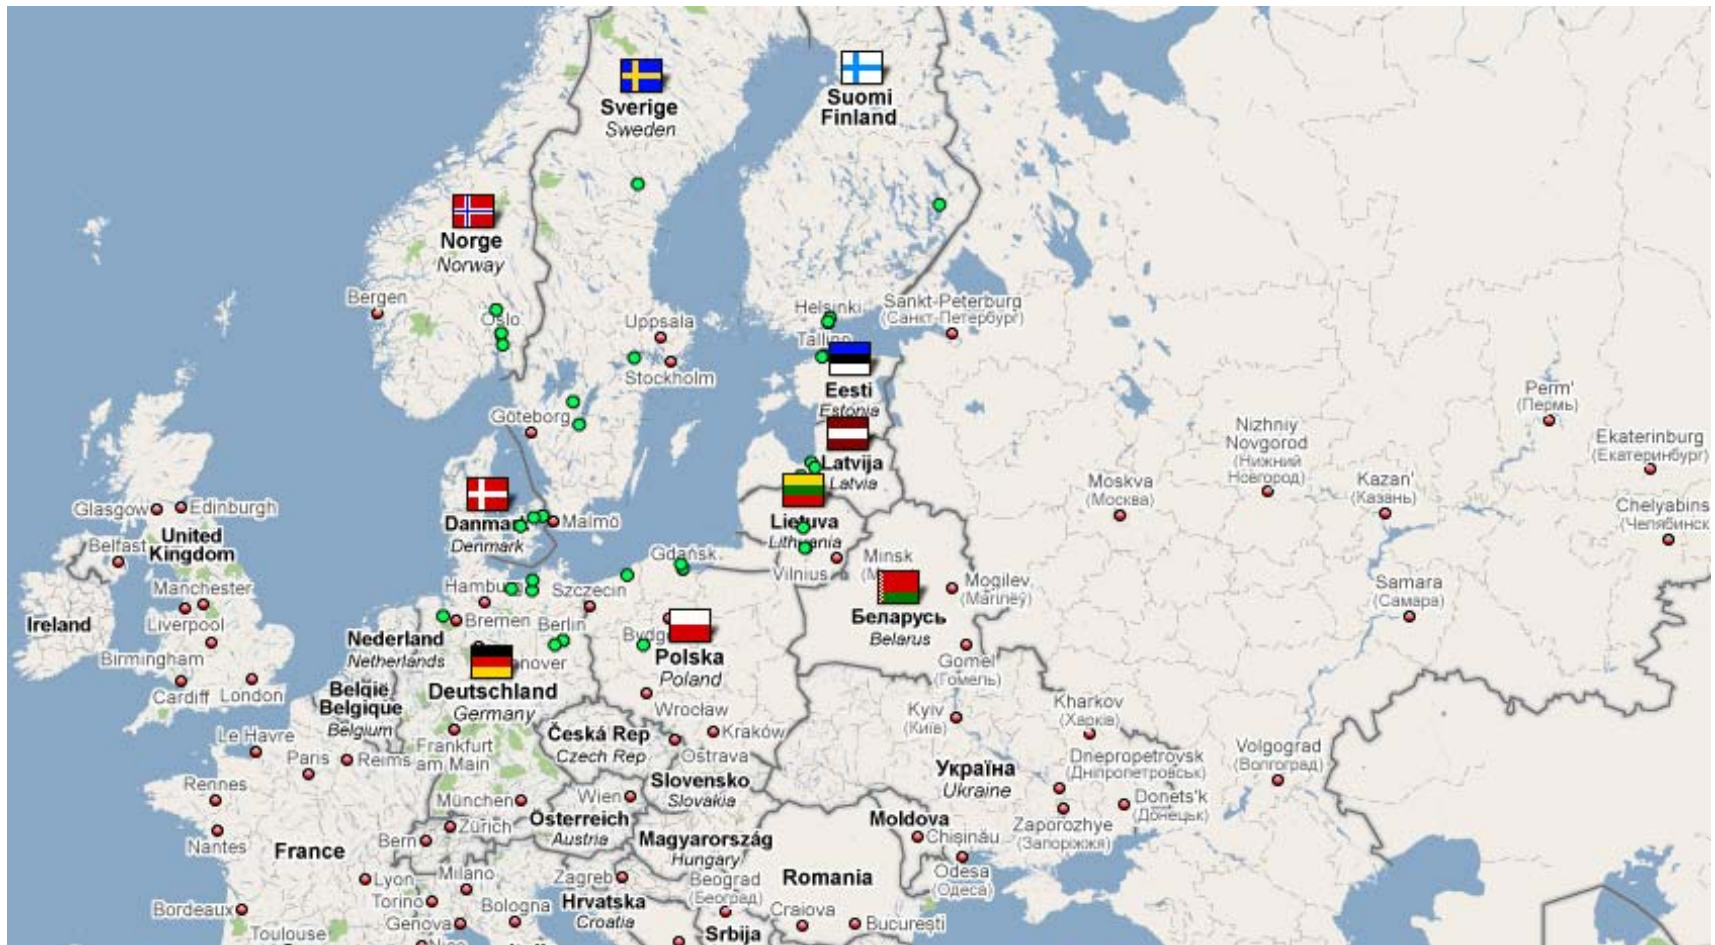 Sverige
Sweden
Suomi
Finland
Norge
Norway
Bergen
Oslo
Uppsala
Stockholm
Helsinki
Tallinn
Sankt-Peterburg
(Санкт-Петербург)
Eesti
Estonia
Göteborg
Latvija
Latvia
Perm'
(Пермь)
Nizhniy
Novgorod
(Нижний
Новгород)
Ekaterinburg
(Екатеринбург)
Moskva
(Москва)
Kazan'
(Казань)
Chelyabins
(Челябинск
Glasgow
Edinburgh
United
Kingdom
Belfast
Danmark
Denmark
Malmö
Lietuva
Lithuania
Vilnius
Gdańsk
Minsk
Mogilev
Беларусь
Belarus
Samara
(Самара)
Manchester
Liverpool
Ireland
Birmingham
Cardiff
London
Hamburg
Szczecin
Bremen
Berlin
Nederland
Netherlands
Bydg
nover
Polska
Poland
Gomel'
(Гомель)
België
Belgique
Belgium
Deutschland
Germany
Wrocław
Kraków
Kyiv
(Київ)
Kharkov
(Харків)
Le Havre
Paris
Reims
Frankfurt
am Main
Česká Rep
Czech Rep
Ostrava
Dnepropetrovsk
(Дніпропетровськ)
Volgograd
(Волгоград)
Україна
Ukraine
Rennes
München
Wien
Slovensko
Slovakia
Donets'k
(Донецьк)
Nantes
Zürich
Bern
Österreich
Austria
Magyarország
Hungary
Moldova
Chişinău
Zaporozhye
(Запоріжжя)
France
Lyon
Milano
Zagreb
Beograd
(Београд)
Romania
Odesa
(Одеса)
Bordeaux
Torino
Genova
Bologna
Hrvatska
Croatia
Craiova
Bucureşti
Toulouse
Srbija